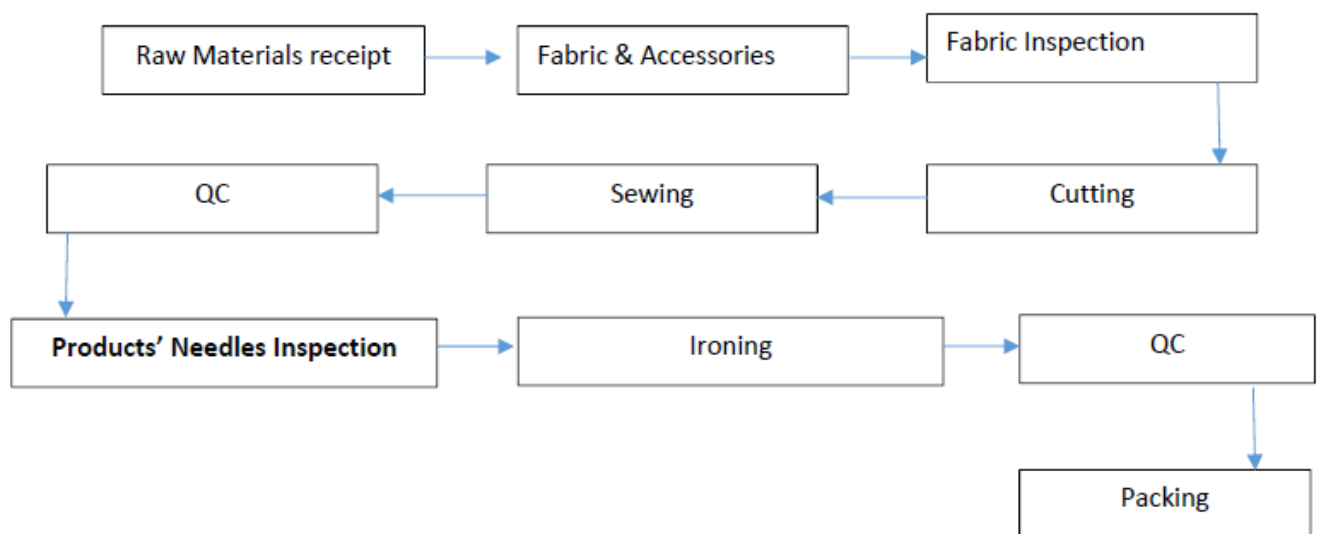 Raw Materials receipt
Fabric & Accessories
Fabric Inspection
Cutting
Sewing
QC
Products’ Needles Inspection
Ironing
QC
Packing